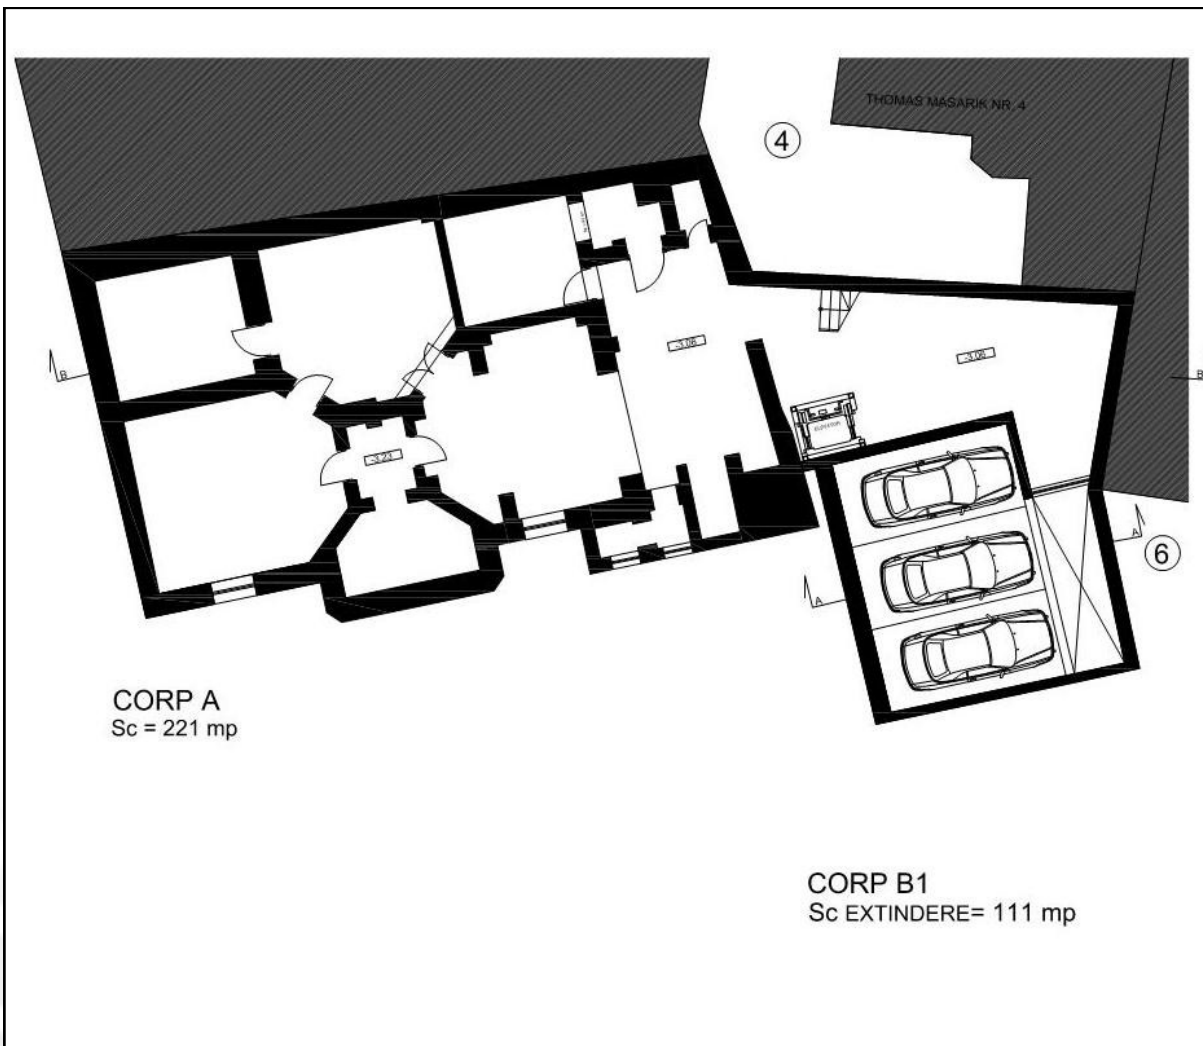 THOMAS MASARIK NR. 4
4
-3.06
-3.06
B
B
ELEVATOR
-3.23
A
6
A
CORP A
Sc = 221 mp
CORP B1
Sc EXTINDERE= 111 mp